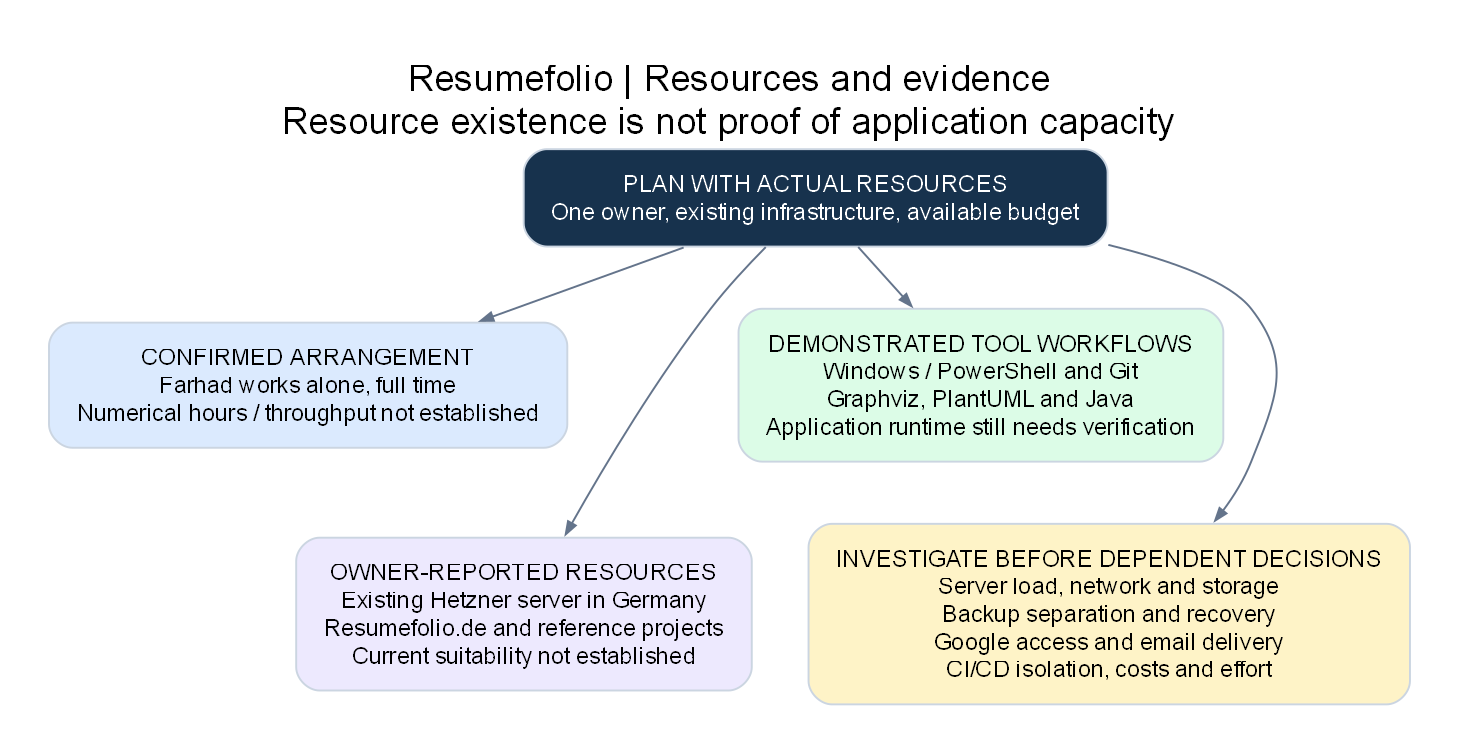 Resumefolio | Resources and evidence
Resource existence is not proof of application capacity
PLAN WITH ACTUAL RESOURCES
One owner, existing infrastructure, available budget
CONFIRMED ARRANGEMENT
Farhad works alone, full time
Numerical hours / throughput not established
DEMONSTRATED TOOL WORKFLOWS
Windows / PowerShell and Git
Graphviz, PlantUML and Java
Application runtime still needs verification
OWNER-REPORTED RESOURCES
Existing Hetzner server in Germany
Resumefolio.de and reference projects
Current suitability not established
INVESTIGATE BEFORE DEPENDENT DECISIONS
Server load, network and storage
Backup separation and recovery
Google access and email delivery
CI/CD isolation, costs and effort